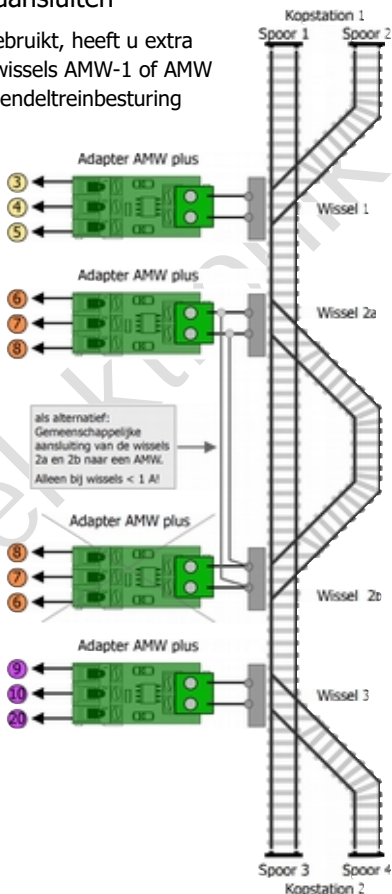 aansluiten
ebruikt, heeft u extra
wissels AMW-1 of AMW
endeltreinbesturing
Kopstation 1
Spoor 1 Spoor 2
Adapter AMW plus
3
4
5
Wissel 1
Adapter AMW plus
6
7
8
Wissel 2a
als alternatief:
Gemeenschappelijke
aansluiting van de wissels
2a en 2b naar een AMW.
Alleen bij wissels < 1 A!
Adapter AMW plus
8
7
6
Wissel 2b
Adapter AMW plus
9
10
20
Wissel 3
Spoor 3 Spoor 4
Kopstation 2